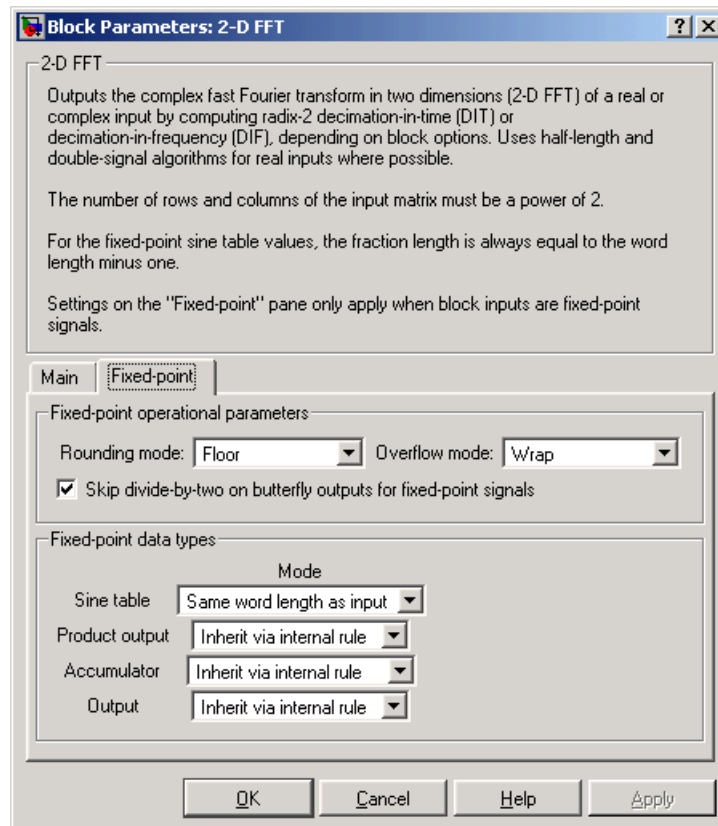 Block Parameters: 2-D FFT
2-D FFT
Outputs the complex fast Fourier transform in two dimensions (2-D FFT) of a real or
complex input by computing radix-2 decimation-in-time (DIT) or
decimation-in-frequency (DIF), depending on block options. Uses half-length and
double-signal algorithms for real inputs where possible.
The number of rows and columns of the input matrix must be a power of 2.
For the fixed-point sine table values, the fraction length is always equal to the word
length minus one.
Settings on the "Fixed-point" pane only apply when block inputs are fixed-point
signals.
Main Fixed-point
Fixed-point operational parameters
Rounding mode: Floor Overflow mode: Wrap
Skip divide-by-two on butterfly outputs for fixed-point signals
Fixed-point data types
Mode
Sine table Same word length as input
Product output Inherit via internal rule
Accumulator Inherit via internal rule
Output Inherit via internal rule
OK Cancel Help Apply